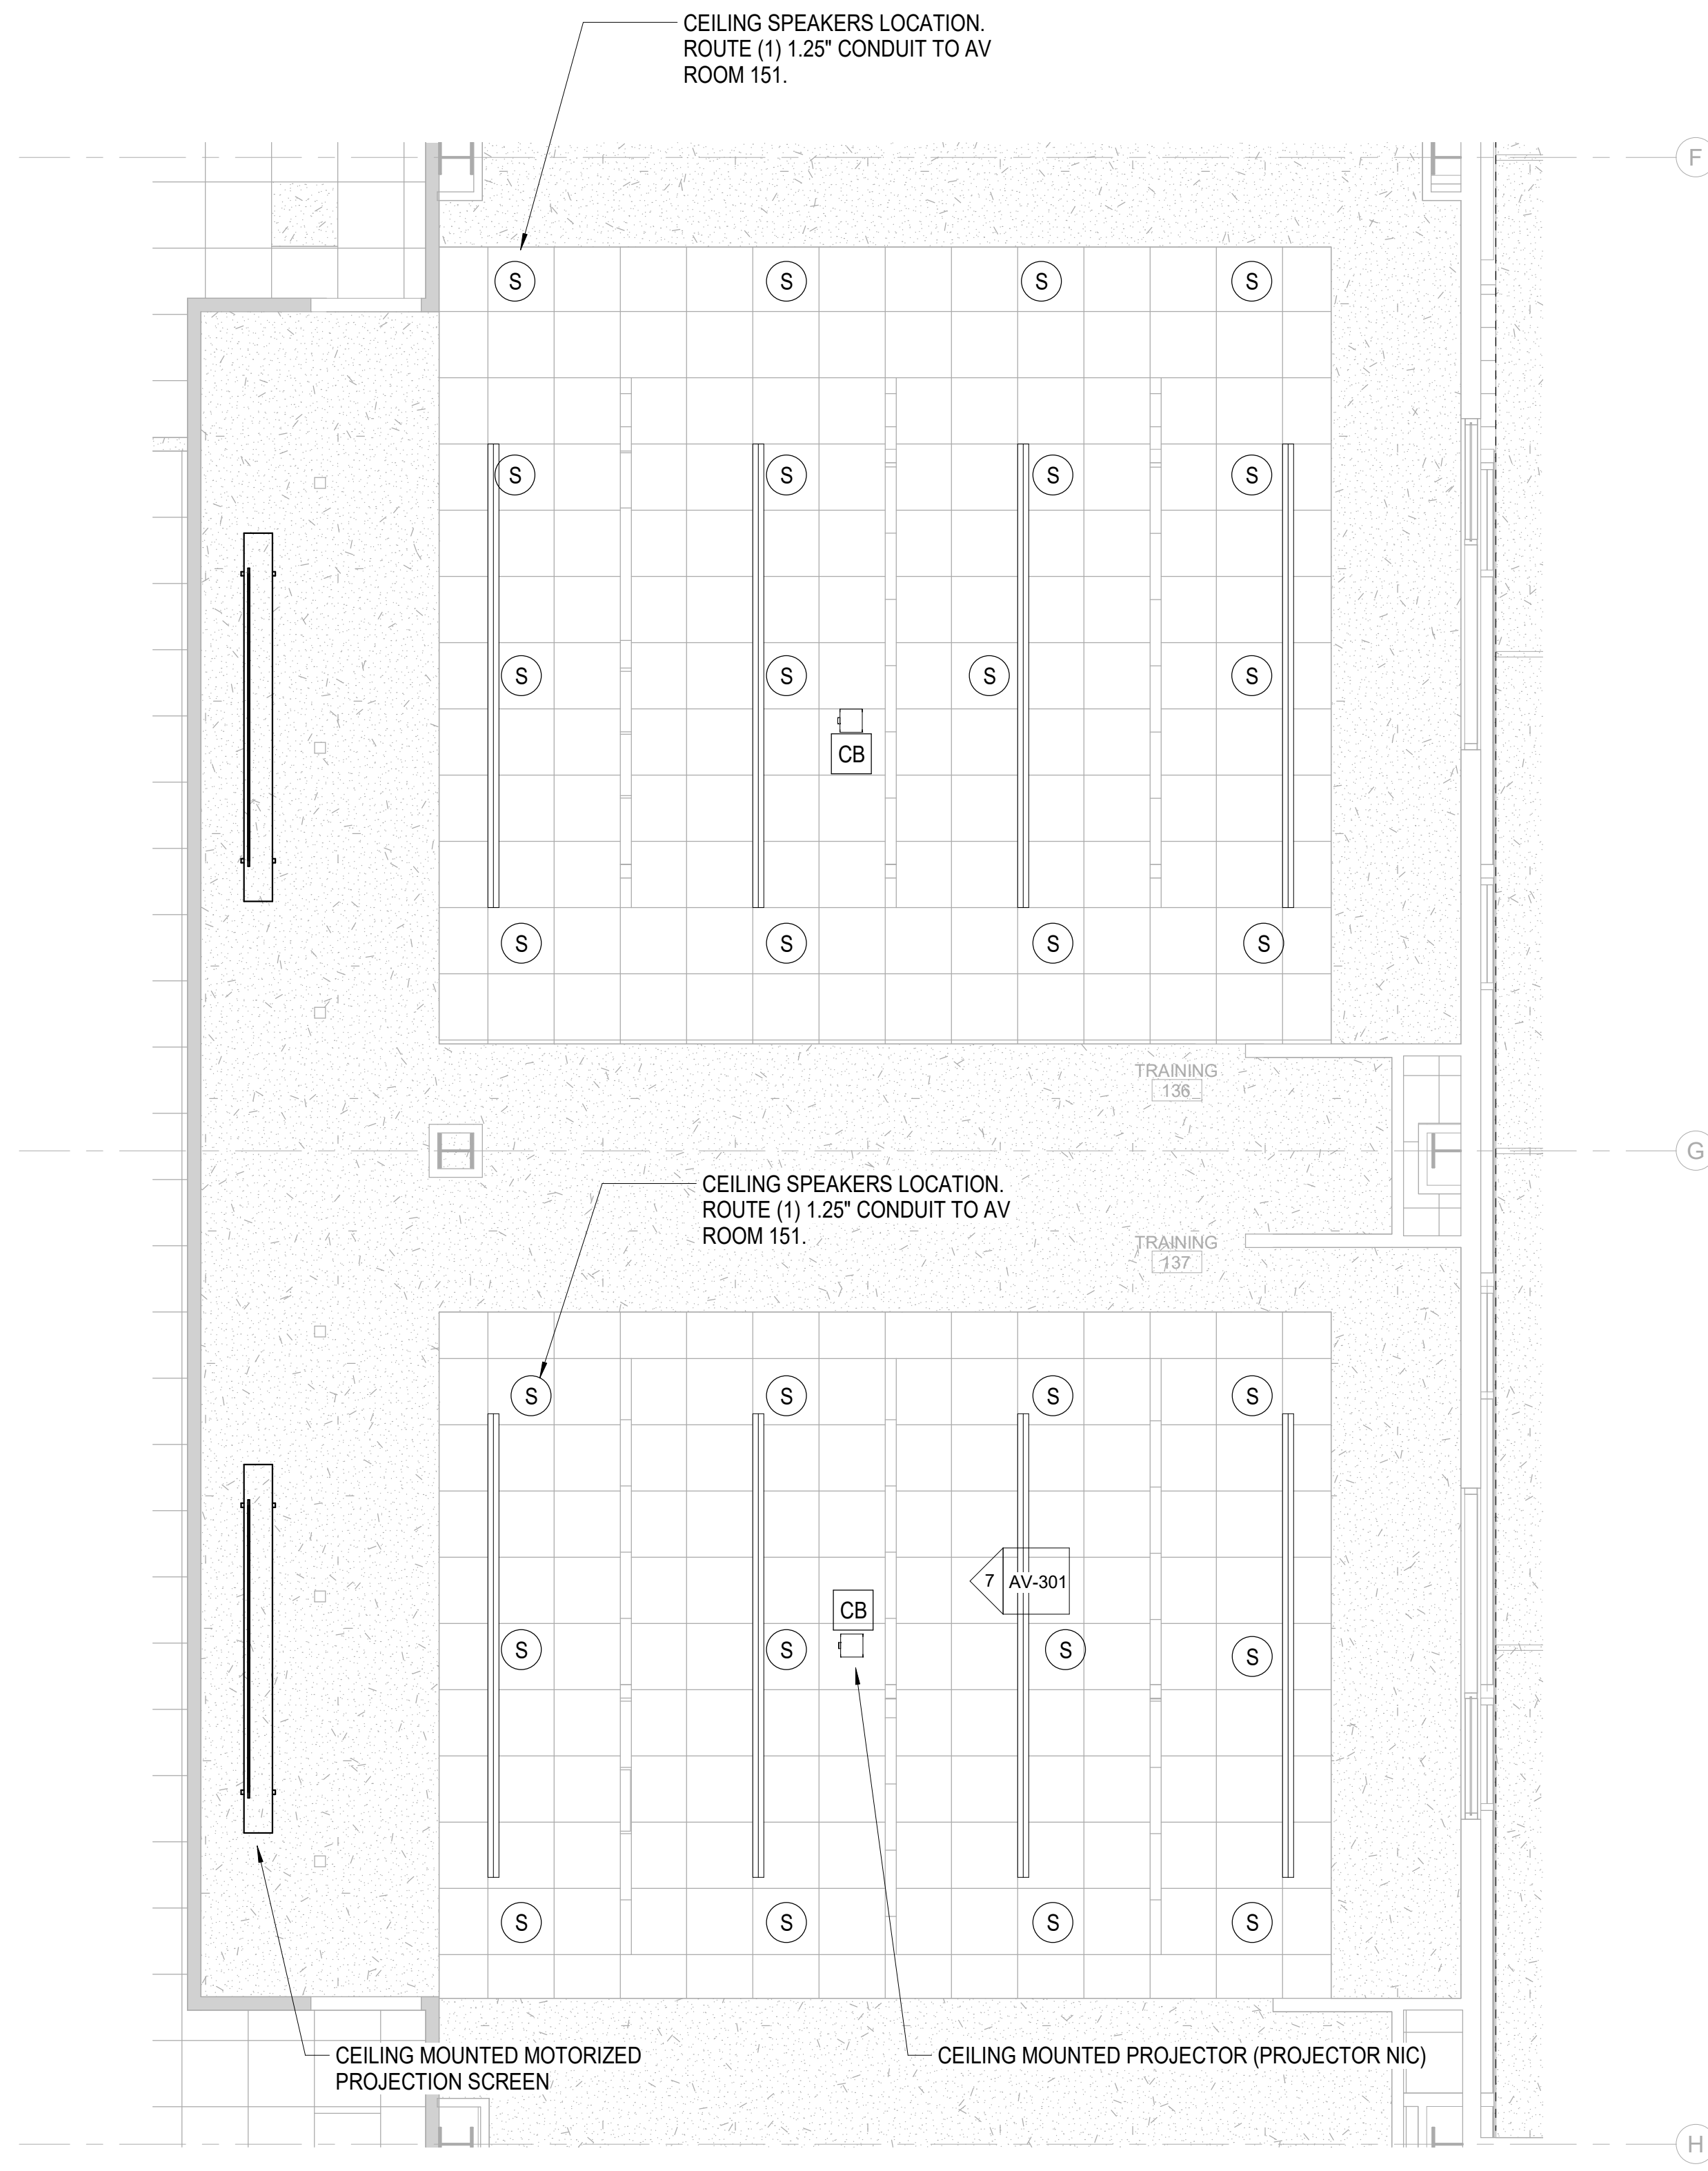 CEILING SPEAKERS LOCATION.
ROUTE (1) 1.25" CONDUIT TO AV
ROOM 151.
F
S S S S
S S S S
S S S S
CB
S S S S
TRAINING
136
G
CEILING SPEAKERS LOCATION.
ROUTE (1) 1.25" CONDUIT TO AV
ROOM 151.
TRAINING
137
S S S S
7 AV-301
CB
S S S S
S S S S
CEILING MOUNTED MOTORIZED
PROJECTION SCREEN
CEILING MOUNTED PROJECTOR (PROJECTOR NIC)
H